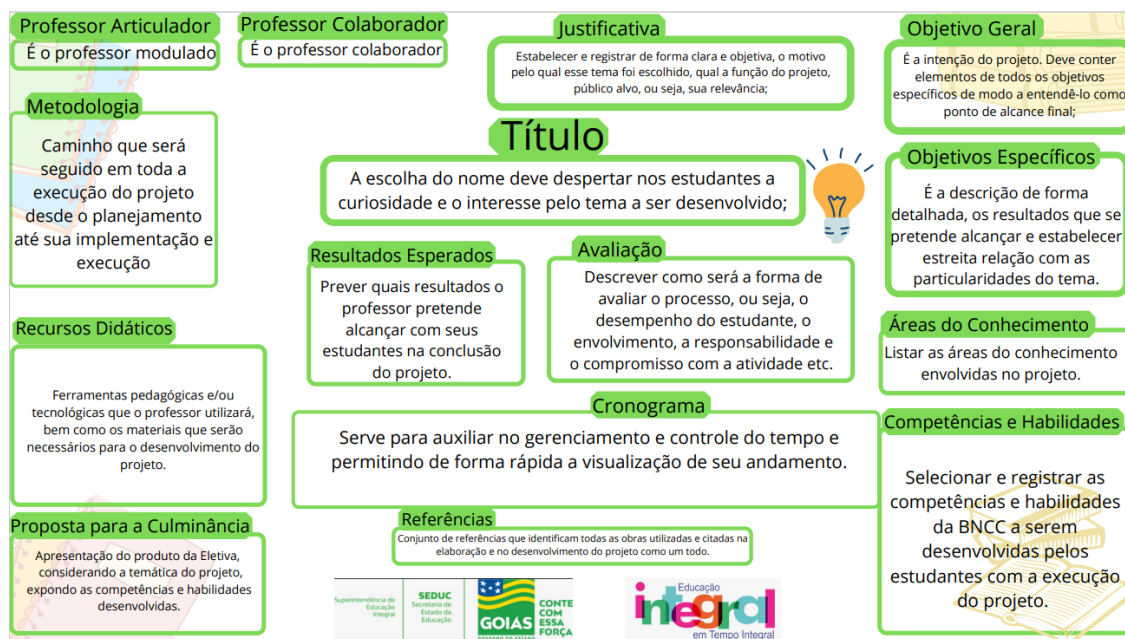 Professor Articulador
É o professor modulado
Professor Colaborador
É o professor colaborador
Justificativa
Estabelecer e registrar de forma clara e objetiva, o motivo
pelo qual esse tema foi escolhido, qual a função do projeto,
público alvo, ou seja, sua relevância;
Objetivo Geral
É a intenção do projeto. Deve conter
elementos de todos os objetivos
específicos de modo a entendê-lo como
ponto de alcance final;
Metodologia
Caminho que será
seguido em toda a
execução do projeto
desde o planejamento
até sua implementação e
execução
Título
A escolha do nome deve despertar nos estudantes a
curiosidade e o interesse pelo tema a ser desenvolvido;
Objetivos Específicos
É a descrição de forma
detalhada, os resultados que se
pretende alcançar e estabelecer
estreita relação com as
particularidades do tema.
Resultados Esperados
Prever quais resultados o
professor pretende
alcançar com seus
estudantes na conclusão
do projeto.
Avaliação
Descrever como será a forma de
avaliar o processo, ou seja, o
desempenho do estudante, o
envolvimento, a responsabilidade e
o compromisso com a atividade etc.
Áreas do Conhecimento
Listar as áreas do conhecimento
envolvidas no projeto.
Recursos Didáticos
Ferramentas pedagógicas e/ou
tecnológicas que o professor utilizará,
bem como os materiais que serão
necessários para o desenvolvimento do
projeto.
Cronograma
Serve para auxiliar no gerenciamento e controle do tempo e
permitindo de forma rápida a visualização de seu andamento.
Competências e Habilidades
Selecionar e registrar as
competências e habilidades
da BNCC a serem
desenvolvidas pelos
estudantes com a execução
do projeto.
Proposta para a Culminância
Apresentação do produto da Eletiva,
considerando a temática do projeto,
expondo as competências e habilidades
desenvolvidas.
Referências
Conjunto de referências que identificam todas as obras utilizadas e citadas na
elaboração e no desenvolvimento do projeto como um todo.
Superintendência de
Educação
Integral
SEDUC
Secretaria de
Estado da
Educação
GOIÁS
CONTE
COM
ESSA
FORÇA
Educação
integral
em Tempo Integral